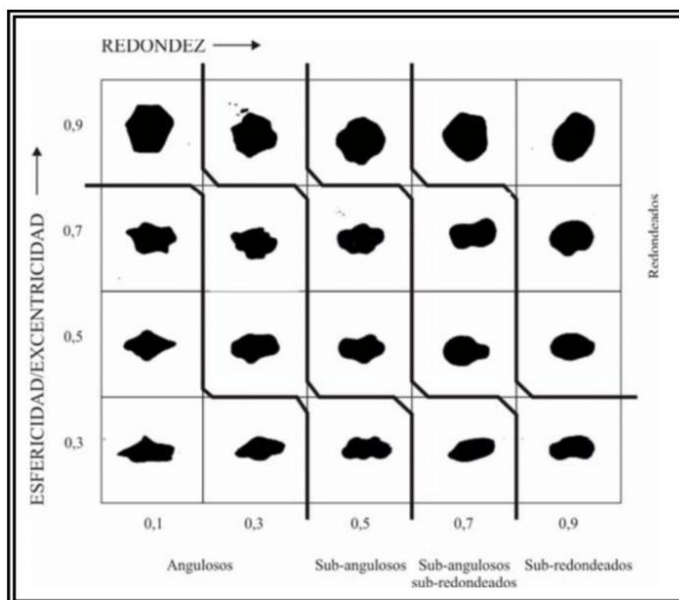 REDONDEZ
ESFERICIDAD/EXCENTRICIDAD
0,9
0,7
0,5
0,3
Redondeados
0,1 0,3 0,5 0,7 0,9
Angulosos Sub-angulosos Sub-angulosos Sub-redondeados
sub-redondeados